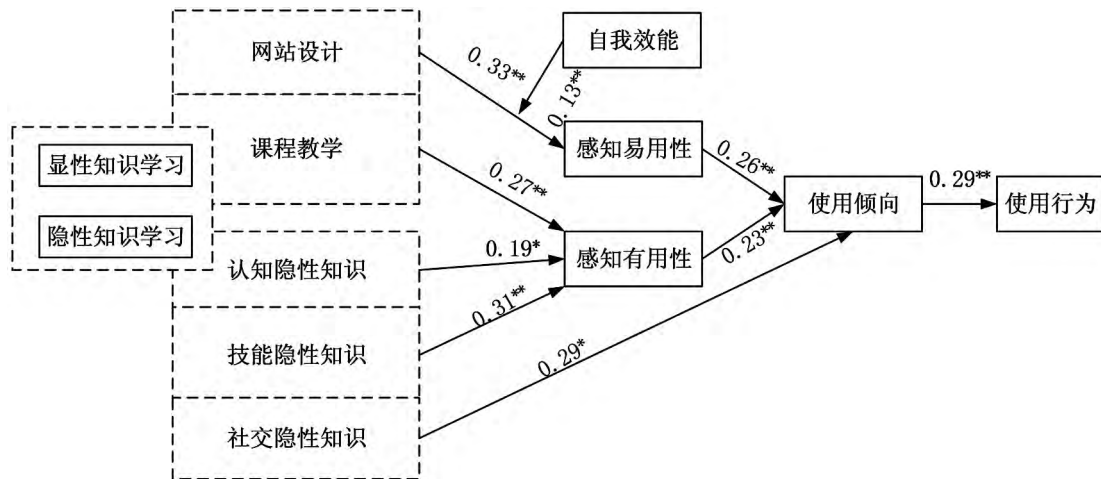 网站设计
自我效能
0.33**
0.13**
课程教学
感知易用性
显性知识学习
0.27**
0.26**
使用倾向
0.29**
使用行为
隐性知识学习
0.19*
感知有用性
0.23**
认知隐性知识
0.31**
技能隐性知识
0.29*
社交隐性知识